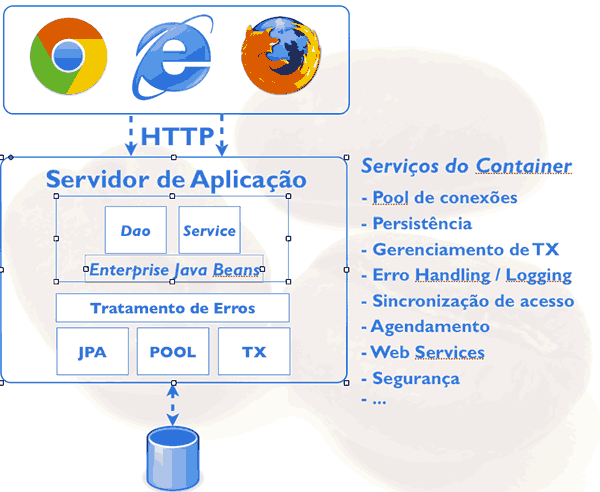 HTTP
Servidor de Aplicação
Dao
Service
Enterprise Java Beans
Tratamento de Erros
JPA
POOL
TX
Serviços do Container
- Pool de conexões
- Persistência
- Gerenciamento de TX
- Erro Handling / Logging
- Sincronização de acesso
- Agendamento
- Web Services
- Segurança
- ...